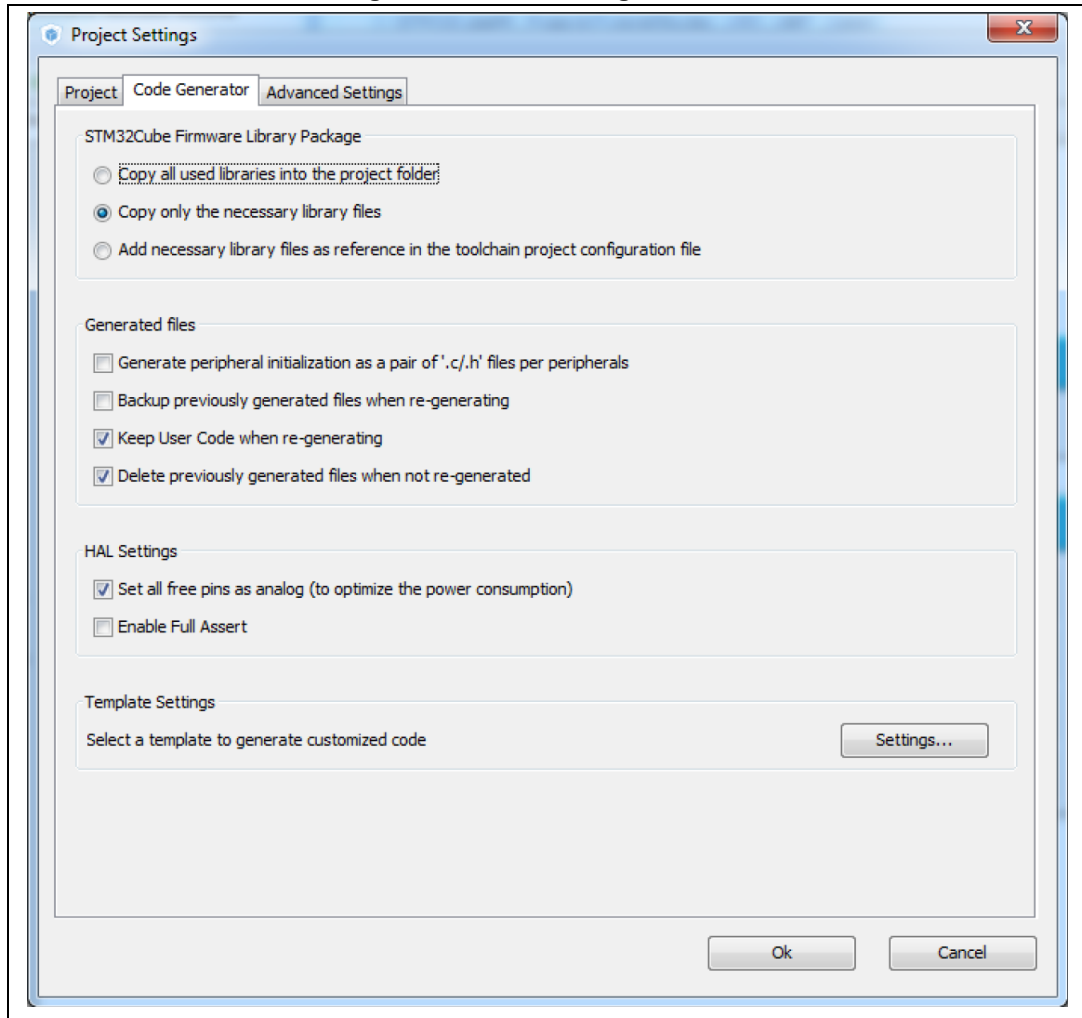 Project Settings
Project Code Generator Advanced Settings
STM32Cube Firmware Library Package
Copy all used libraries into the project folder
Copy only the necessary library files
Add necessary library files as reference in the toolchain project configuration file
Generated files
Generate peripheral initialization as a pair of '.c/.h' files per peripherals
Backup previously generated files when re-generating
Keep User Code when re-generating
Delete previously generated files when not re-generated
HAL Settings
Set all free pins as analog (to optimize the power consumption)
Enable Full Assert
Template Settings
Select a template to generate customized code Settings...
Ok Cancel